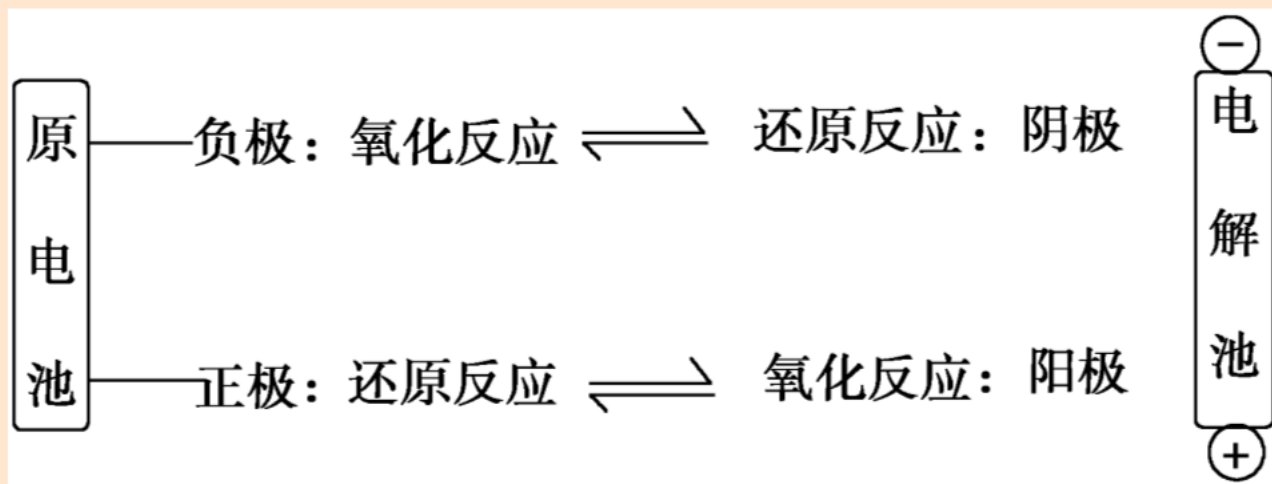 原电池
负极：氧化反应 ⇌ 还原反应：阴极
正极：还原反应 ⇌ 氧化反应：阳极
−
电解池
+